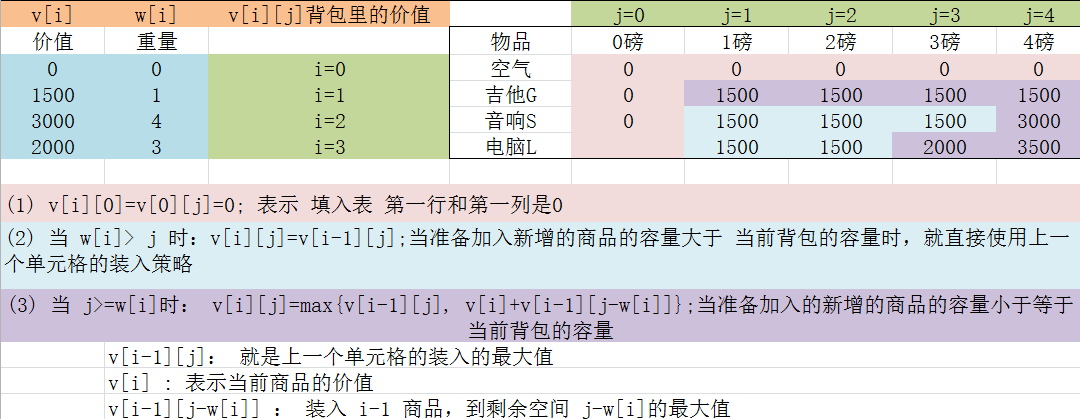 v[i] w[i] v[i][j]背包里的价值 j=0 j=1 j=2 j=3 j=4
价值 重量 物品 0磅 1磅 2磅 3磅 4磅
0 0 i=0 空气 0 0 0 0 0
1500 1 i=1 吉他G 0 1500 1500 1500 1500
3000 4 i=2 音响S 0 1500 1500 1500 3000
2000 3 i=3 电脑L 1500 1500 2000 3500
(1) v[i][0]=v[0][j]=0; 表示 填入表 第一行和第一列是0
(2) 当 w[i]> j 时：v[i][j]=v[i-1][j];当准备加入新增的商品的容量大于 当前背包的容量时，就直接使用上一
个单元格的装入策略
(3) 当 j>=w[i]时： v[i][j]=max{v[i-1][j], v[i]+v[i-1][j-w[i]]};当准备加入的新增的商品的容量小于等于
当前背包的容量
v[i-1][j]： 就是上一个单元格的装入的最大值
v[i] : 表示当前商品的价值
v[i-1][j-w[i]] ： 装入 i-1 商品，到剩余空间 j-w[i]的最大值